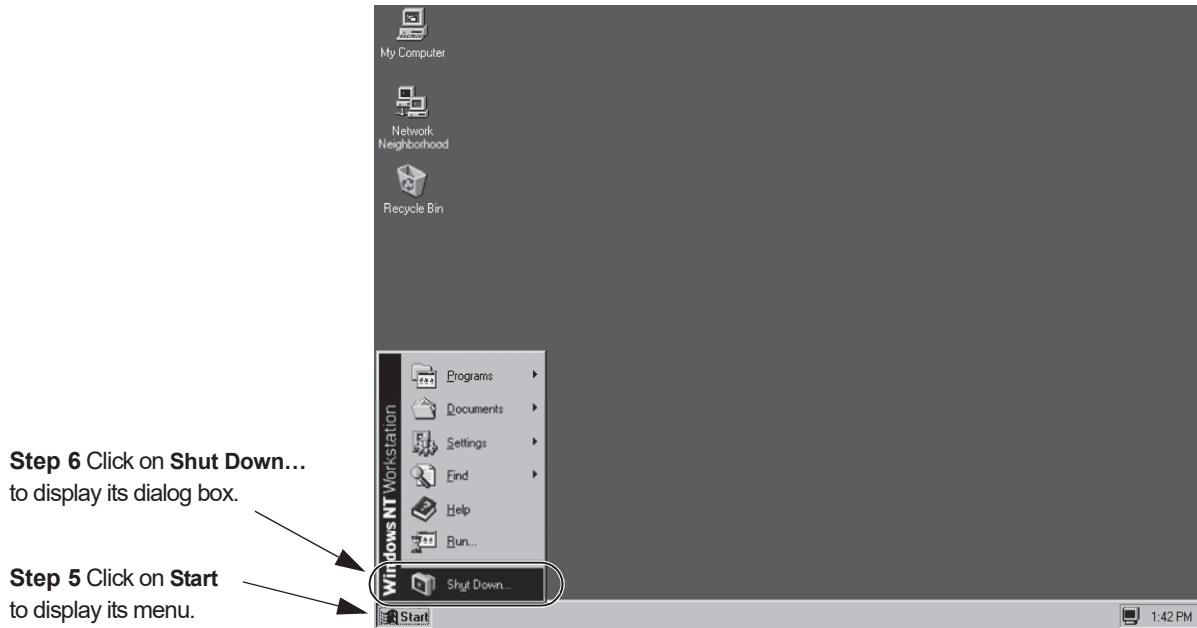 My Computer
Network
Neighborhood
Recycle Bin
Windows NT Workstation
Programs
Documents
Settings
Find
Help
Run...
Shut Down...
Step 6 Click on Shut Down…
to display its dialog box.
Step 5 Click on Start
to display its menu.
Start
1:42 PM